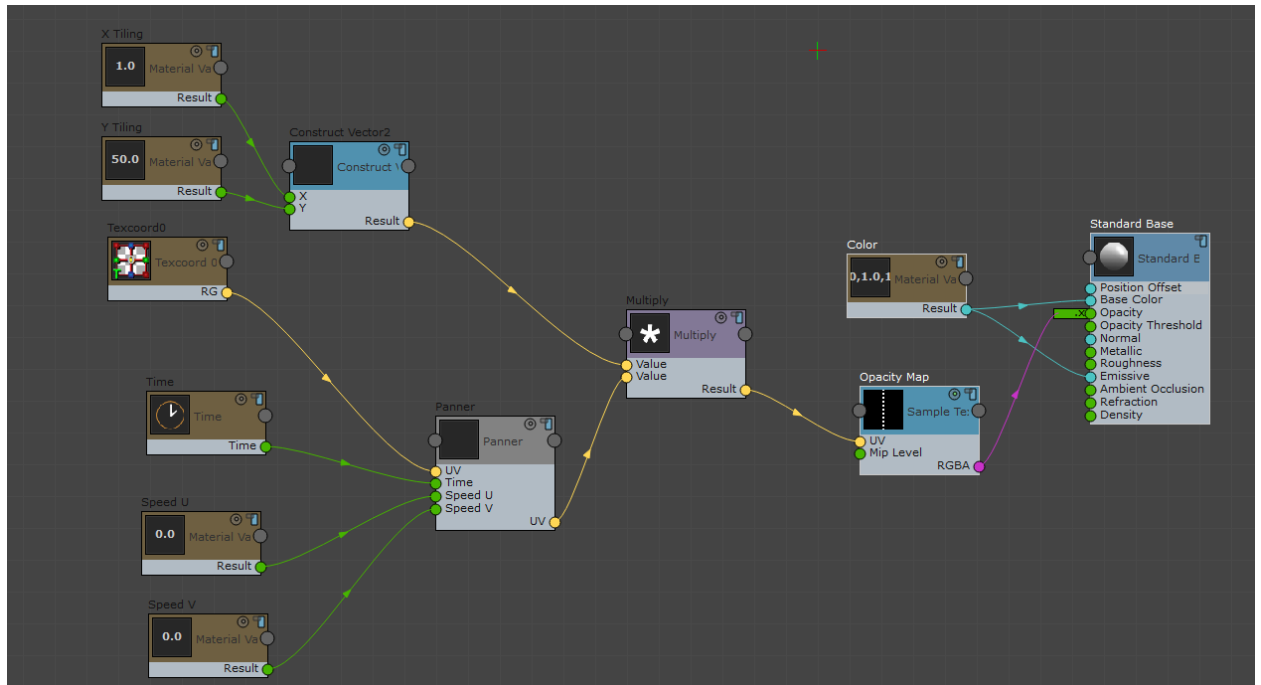 X Tiling
1.0
Material Va
Result
Y Tiling
50.0
Material Va
Result
Construct Vector2
Construct V
X
Y
Result
Texcoord0
Texcoord 0
RG
Time
Time
Time
Speed U
0.0
Material Va
Result
Speed V
0.0
Material Va
Result
Panner
Panner
UV
Time
Speed U
Speed V
UV
Multiply
*
Multiply
Value
Value
Result
Color
0,1.0,1
Material Va
Result
Opacity Map
Sample Te
UV
Mip Level
RGBA
Standard Base
Standard E
Position Offset
Base Color
.X
Opacity
Opacity Threshold
Normal
Metallic
Roughness
Emissive
Ambient Occlusion
Refraction
Density